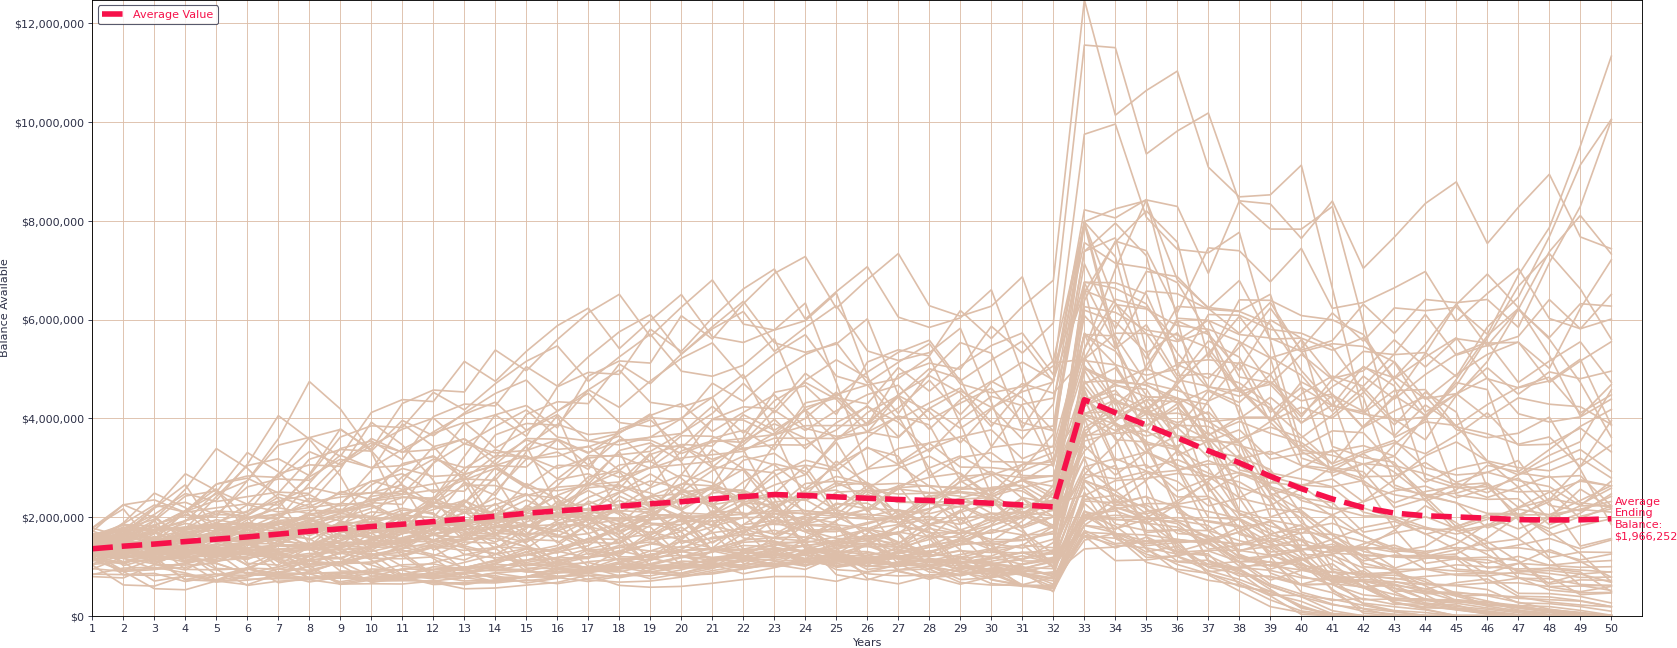 Average Value
$12,000,000
$10,000,000
$8,000,000
$6,000,000
$4,000,000
$2,000,000
$0
Balance Available
1 2 3 4 5 6 7 8 9 10 11 12 13 14 15 16 17 18 19 20 21 22 23 24 25 26 27 28 29 30 31 32 33 34 35 36 37 38 39 40 41 42 43 44 45 46 47 48 49 50
Years
Average
Ending
Balance:
$1,966,252